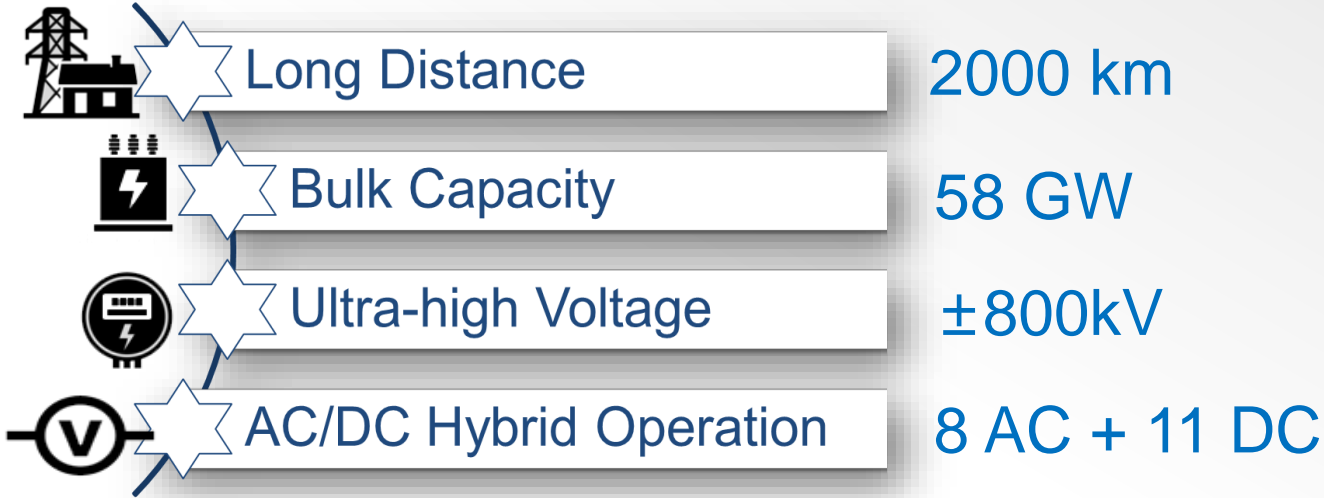 Long Distance 2000 km
Bulk Capacity 58 GW
Ultra-high Voltage ±800kV
V AC/DC Hybrid Operation 8 AC + 11 DC